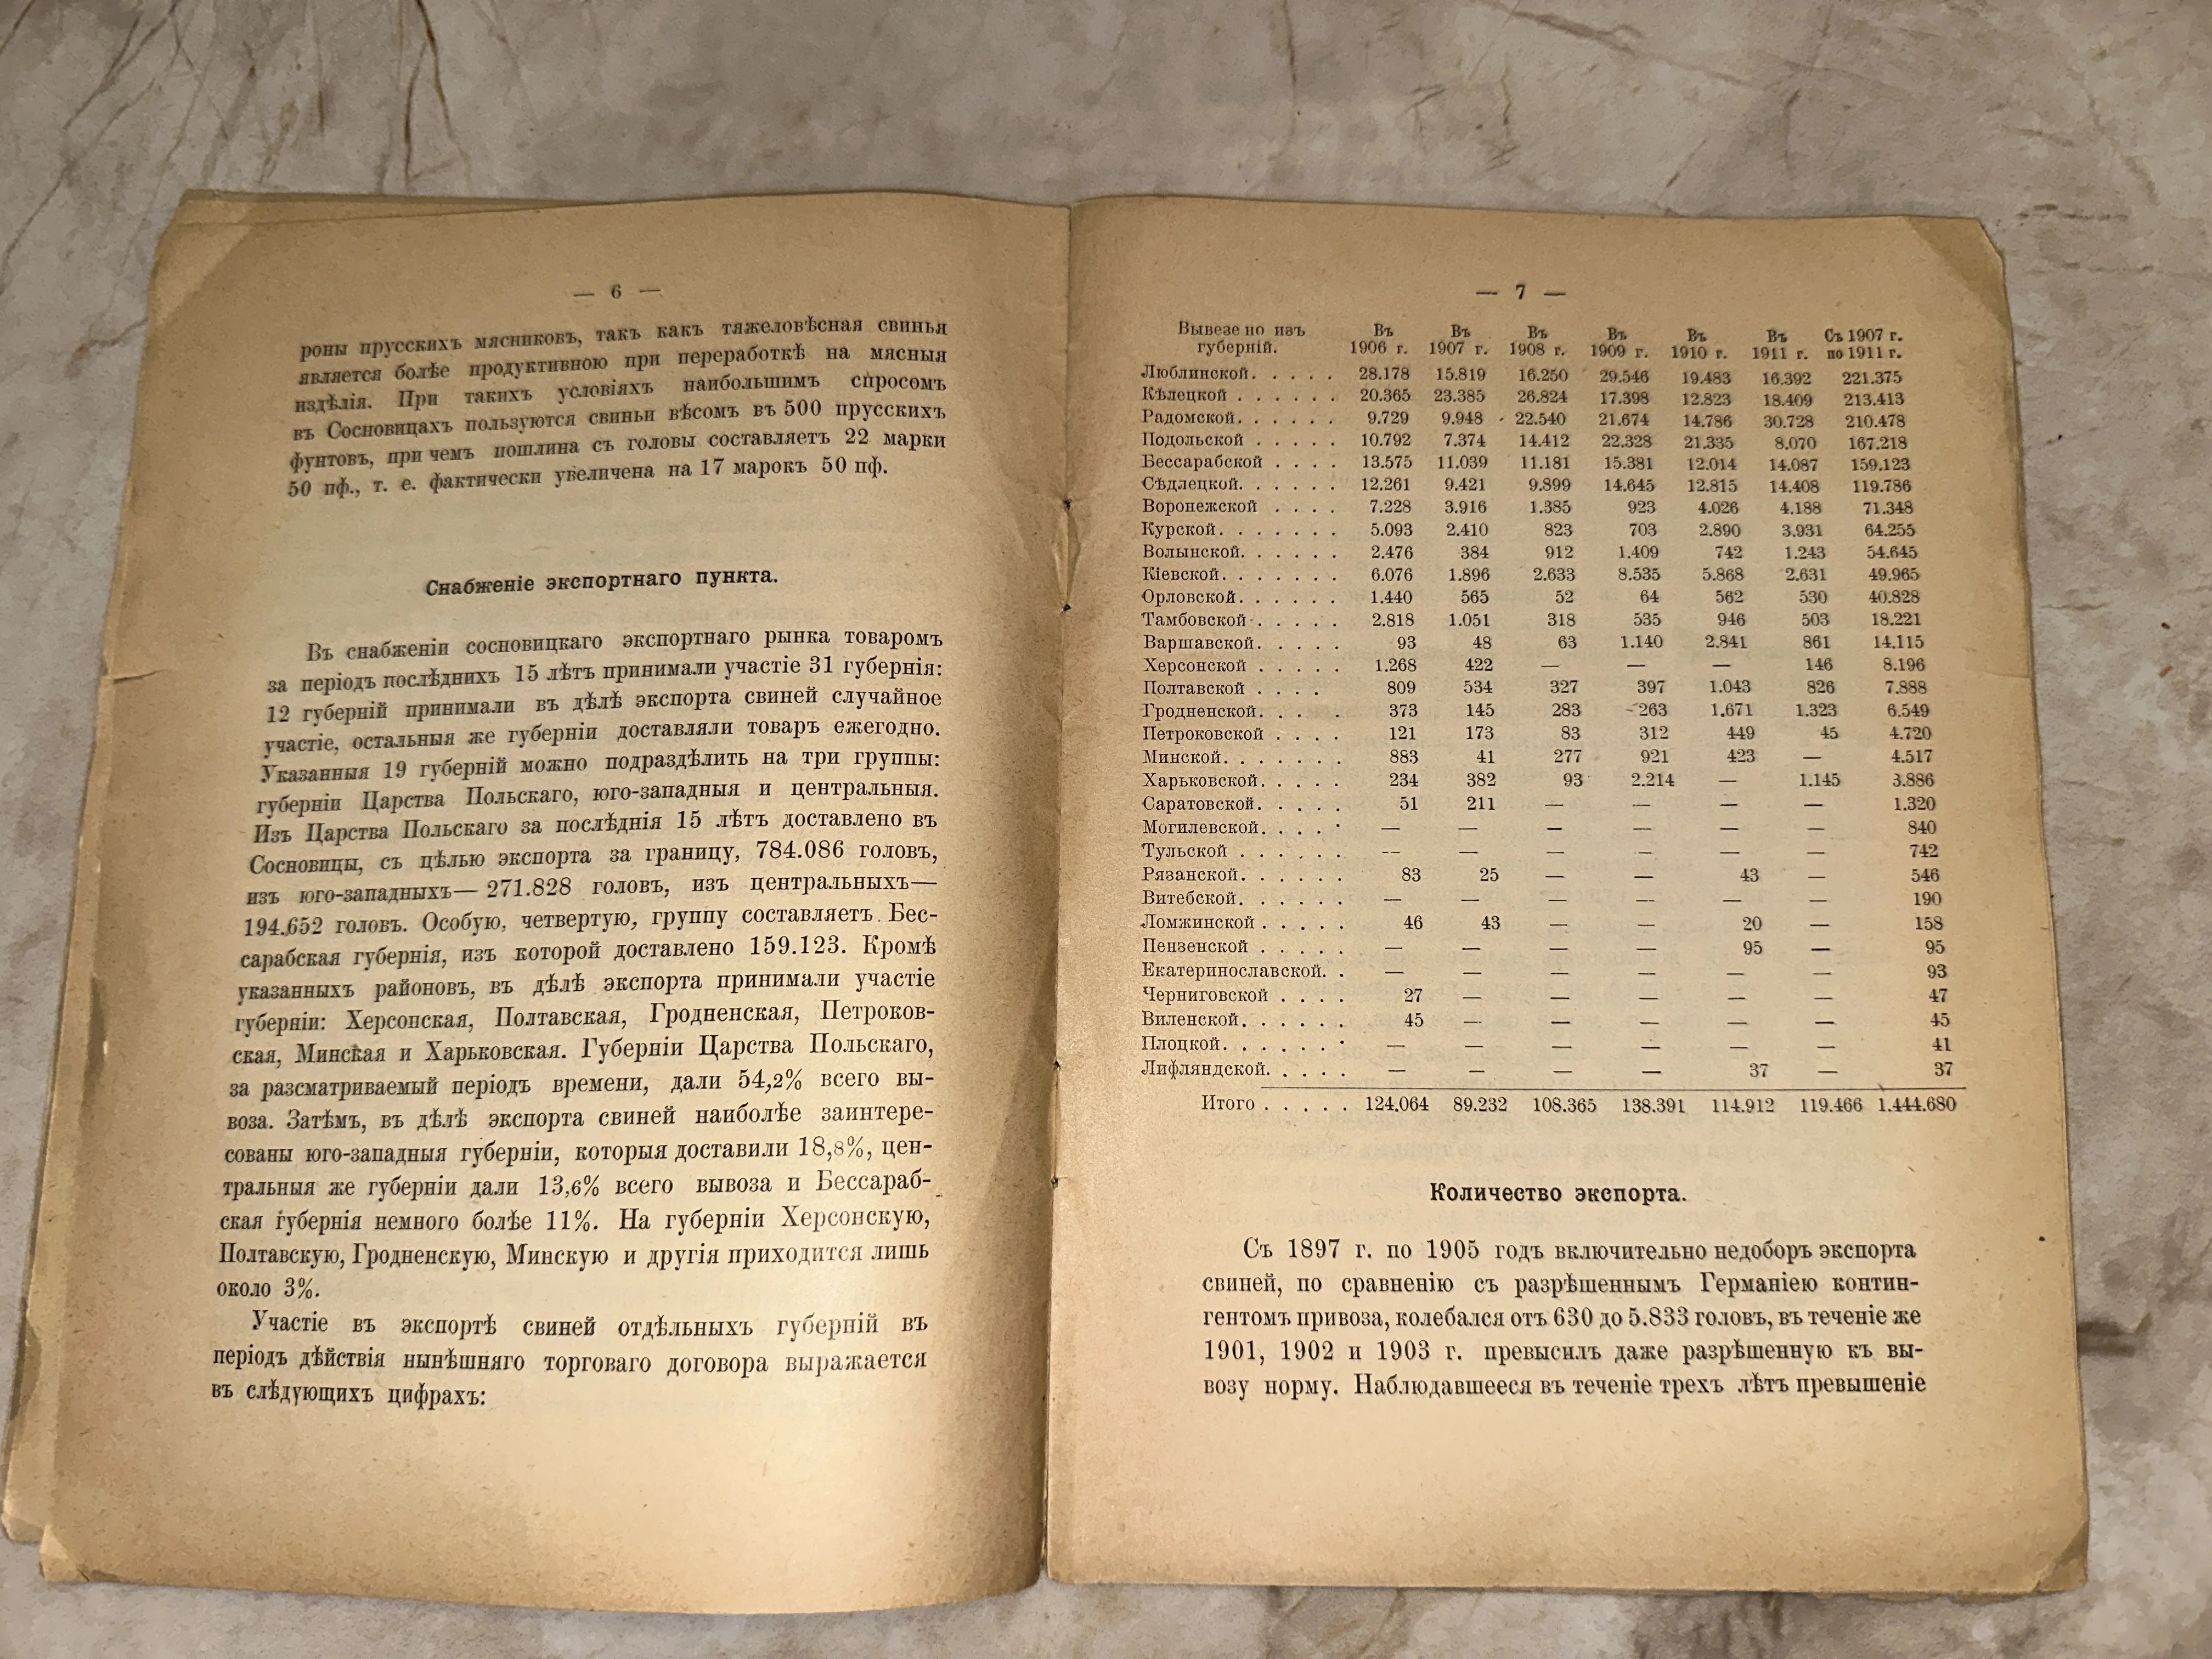 — 6 —
роны прусскихъ мясниковъ, такъ какъ тяжеловѣсная свинья
является болѣе продуктивною при переработкѣ на мясныя
издѣлія. При такихъ условіяхъ наибольшимъ спросомъ
въ Сосновицахъ пользуются свиньи вѣсомъ въ 500 прусскихъ
фунтовъ, при чемъ пошлина съ головы составляетъ 22 марки
50 пф., т. е. фактически увеличена на 17 марокъ 50 пф.
Снабженіе экспортнаго пункта.
Въ снабженіи сосновицкаго экспортнаго рынка товаромъ
за періодъ послѣднихъ 15 лѣтъ принимали участіе 31 губернія:
12 губерній принимали въ дѣлѣ экспорта свиней случайное
участіе, остальныя же губерніи доставляли товаръ ежегодно.
Указанныя 19 губерній можно подраздѣлить на три группы:
губерніи Царства Польскаго, юго-западныя и центральныя.
Изъ Царства Польскаго за послѣднія 15 лѣтъ доставлено въ
Сосновицы, съ цѣлью экспорта за границу, 784.086 головъ,
изъ юго-западныхъ— 271.828 головъ, изъ центральныхъ—
194.652 головъ. Особую, четвертую, группу составляетъ Бес-
сарабская губернія, изъ которой доставлено 159.123. Кромѣ
указанныхъ районовъ, въ дѣлѣ экспорта принимали участіе
губерніи: Херсонская, Полтавская, Гродненская, Петроков-
ская, Минская и Харьковская. Губерніи Царства Польскаго,
за разсматриваемый періодъ времени, дали 54,2% всего вы-
воза. Затѣмъ, въ дѣлѣ экспорта свиней наиболѣе заинтере-
сованы юго-западныя губерніи, которыя доставили 18,8%, цен-
тральныя же губерніи дали 13,6% всего вывоза и Бессараб-
ская губернія немного болѣе 11%. На губерніи Херсонскую,
Полтавскую, Гродненскую, Минскую и другія приходится лишь
около 3%.
Участіе въ экспортѣ свиней отдѣльныхъ губерній въ
періодъ дѣйствія нынѣшняго торговаго договора выражается
въ слѣдующихъ цифрахъ:
— 7 —
Вывезено изъ Въ Въ Въ Въ Въ Въ Съ 1907 г.
губерній. 1906 г. 1907 г. 1908 г. 1909 г. 1910 г. 1911 г. по 1911 г.
Люблинской. . . . . 28.178 15.819 16.250 29.546 19.483 16.392 221.375
Кѣлецкой . . . . . . 20.365 23.385 26.824 17.398 12.823 18.409 213.413
Радомской. . . . . . 9.729 9.948 22.540 21.674 14.786 30.728 210.478
Подольской . . . . . 10.792 7.374 14.412 22.328 21.335 8.070 167.218
Бессарабской . . . . 13.575 11.039 11.181 15.381 12.014 14.087 159.123
Сѣдлецкой. . . . . . 12.261 9.421 9.899 14.645 12.815 14.408 119.786
Воронежской . . . . 7.228 3.916 1.385 923 4.026 4.188 71.348
Курской. . . . . . . 5.093 2.410 823 703 2.890 3.931 64.255
Волынской. . . . . . 2.476 384 912 1.409 742 1.243 54.645
Кіевской. . . . . . . 6.076 1.896 2.633 8.535 5.868 2.631 49.965
Орловской. . . . . . 1.440 565 52 64 562 530 40.828
Тамбовской . . . . . 2.818 1.051 318 535 946 503 18.221
Варшавской. . . . . 93 48 63 1.140 2.841 861 14.115
Херсонской . . . . . 1.268 422 — — — 146 8.196
Полтавской . . . . 809 534 327 397 1.043 826 7.888
Гродненской. . . . 373 145 283 263 1.671 1.323 6.549
Петроковской . . . . 121 173 83 312 449 45 4.720
Минской. . . . . . . 883 41 277 921 423 — 4.517
Харьковской. . . . . 234 382 93 2.214 — 1.145 3.886
Саратовской. . . . . 51 211 — — — — 1.320
Могилевской. . . . . — — — — — — 840
Тульской . . . . . . — — — — — — 742
Рязанской. . . . . . 83 25 — — 43 — 546
Витебской. . . . . . — — — — — — 190
Ломжинской . . . . . 46 43 — — 20 — 158
Пензенской . . . . . — — — — 95 — 95
Екатеринославской. . — — — — — — 93
Черниговской . . . . 27 — — — — — 47
Виленской. . . . . . 45 — — — — — 45
Плоцкой. . . . . . . — — — — — — 41
Лифляндской. . . . . — — — — 37 — 37
Итого . . . . . 124.064 89.232 108.365 138.391 114.912 119.466 1.444.680
Количество экспорта.
Съ 1897 г. по 1905 годъ включительно недоборъ экспорта
свиней, по сравненію съ разрѣшеннымъ Германіею контин-
гентомъ привоза, колебался отъ 630 до 5.833 головъ, въ теченіе же
1901, 1902 и 1903 г. превысилъ даже разрѣшенную къ вы-
возу норму. Наблюдавшееся въ теченіе трехъ лѣтъ превышеніе